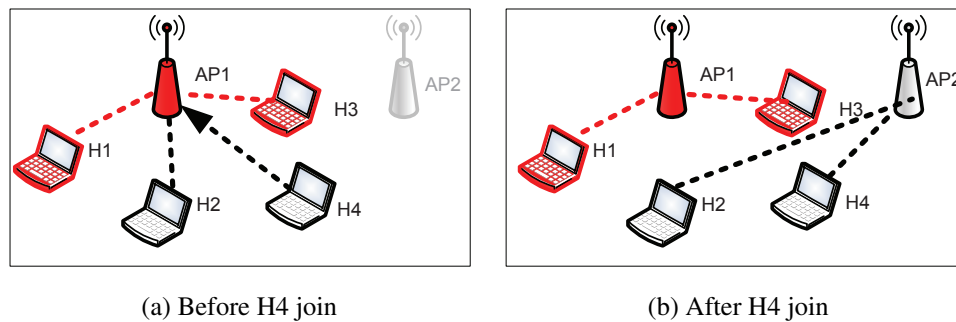 AP1
AP2
H3
H1
H2
H4
(a) Before H4 join
AP1
AP2
H3
H1
H2
H4
(b) After H4 join